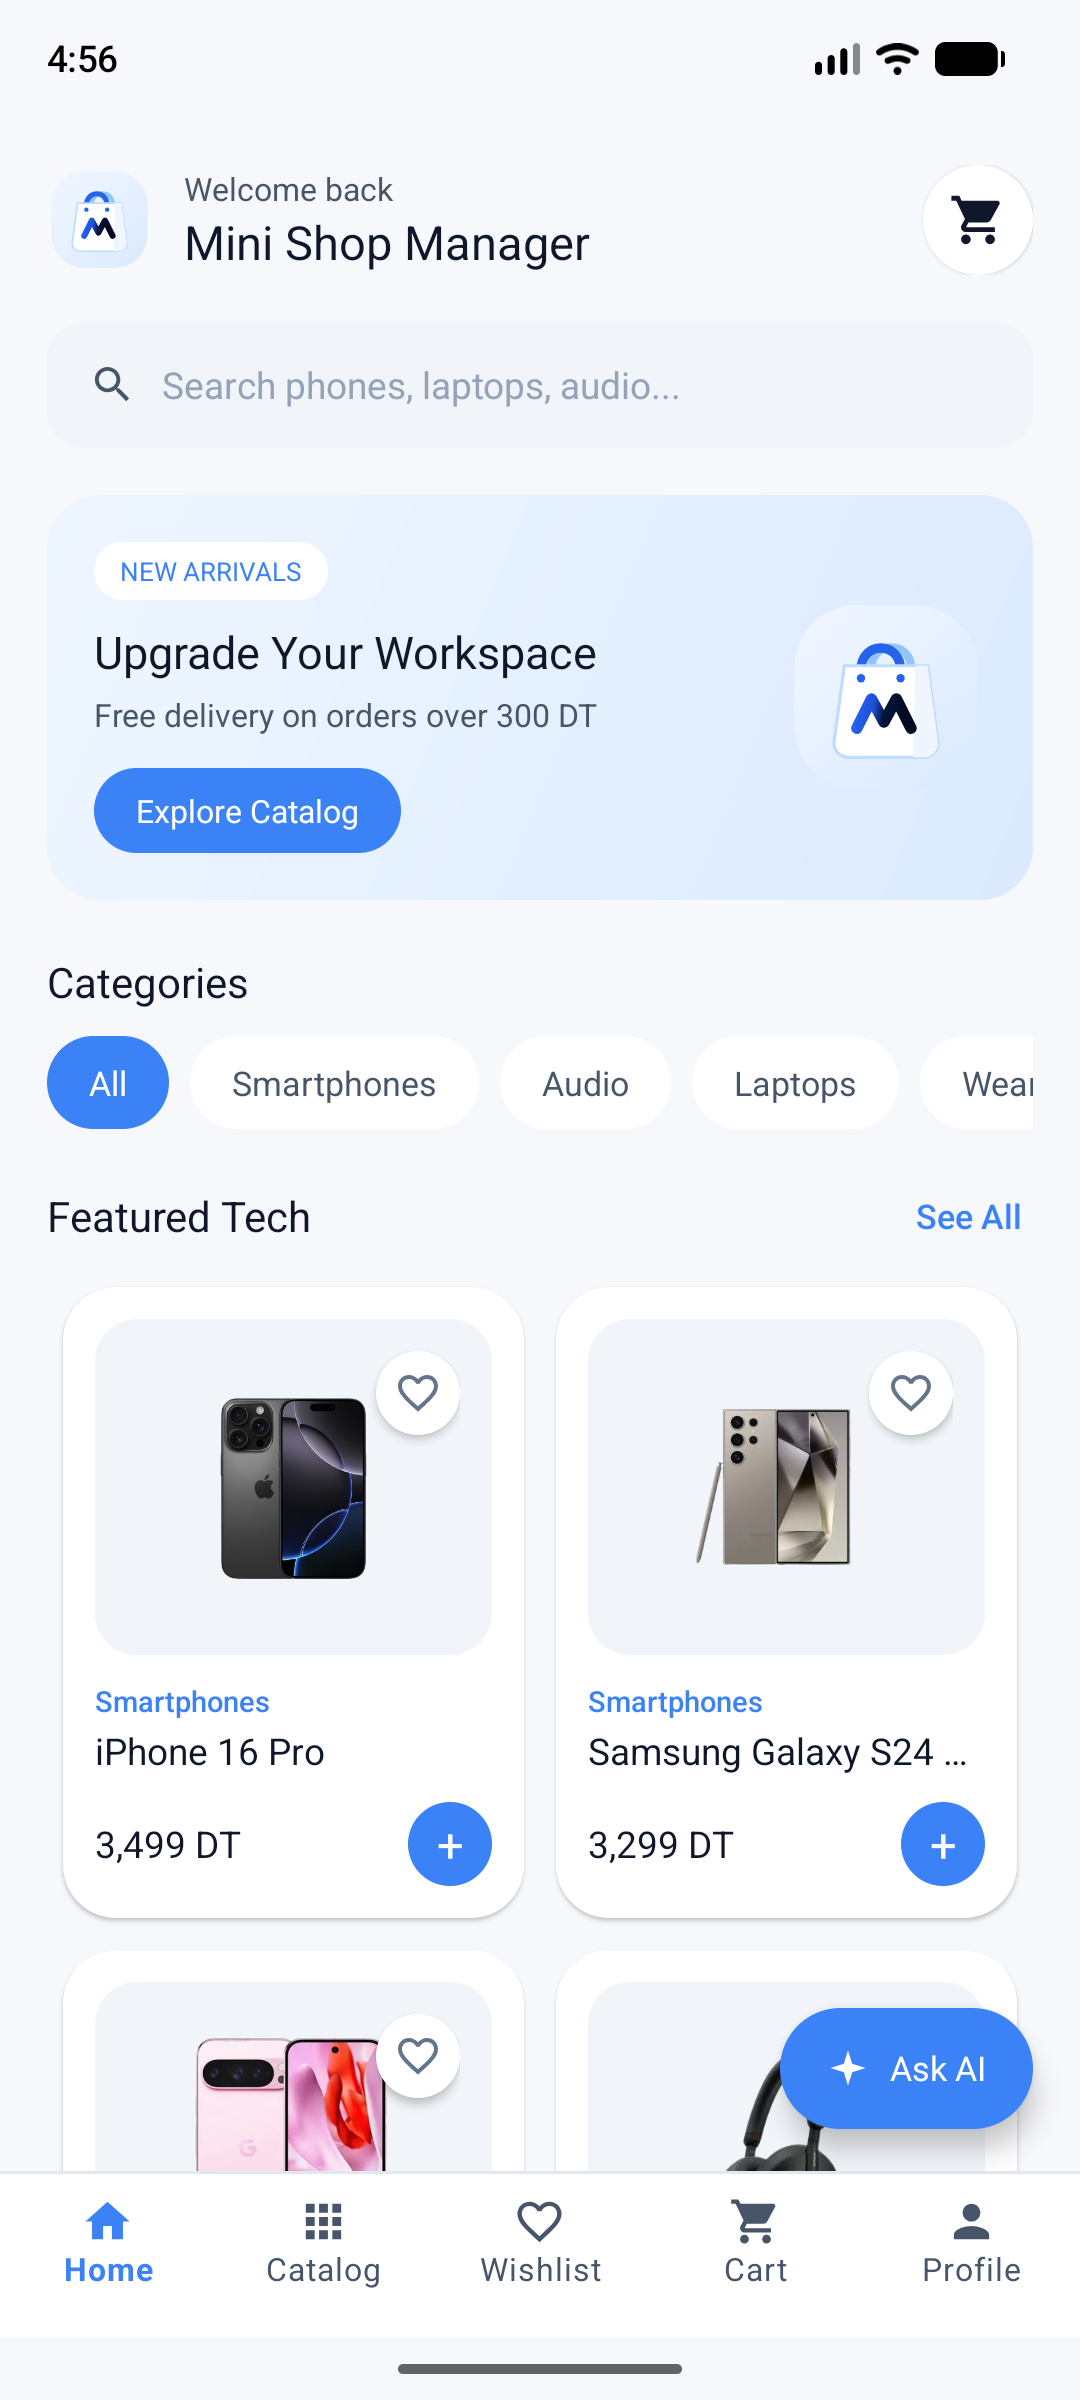 4:56
Welcome back
Mini Shop Manager
Search phones, laptops, audio...
NEW ARRIVALS
Upgrade Your Workspace
Free delivery on orders over 300 DT
Explore Catalog
Categories
All
Smartphones
Audio
Laptops
Wear
Featured Tech
See All
Smartphones
iPhone 16 Pro
3,499 DT
+
Smartphones
Samsung Galaxy S24 ...
3,299 DT
+
Ask AI
Home
Catalog
Wishlist
Cart
Profile